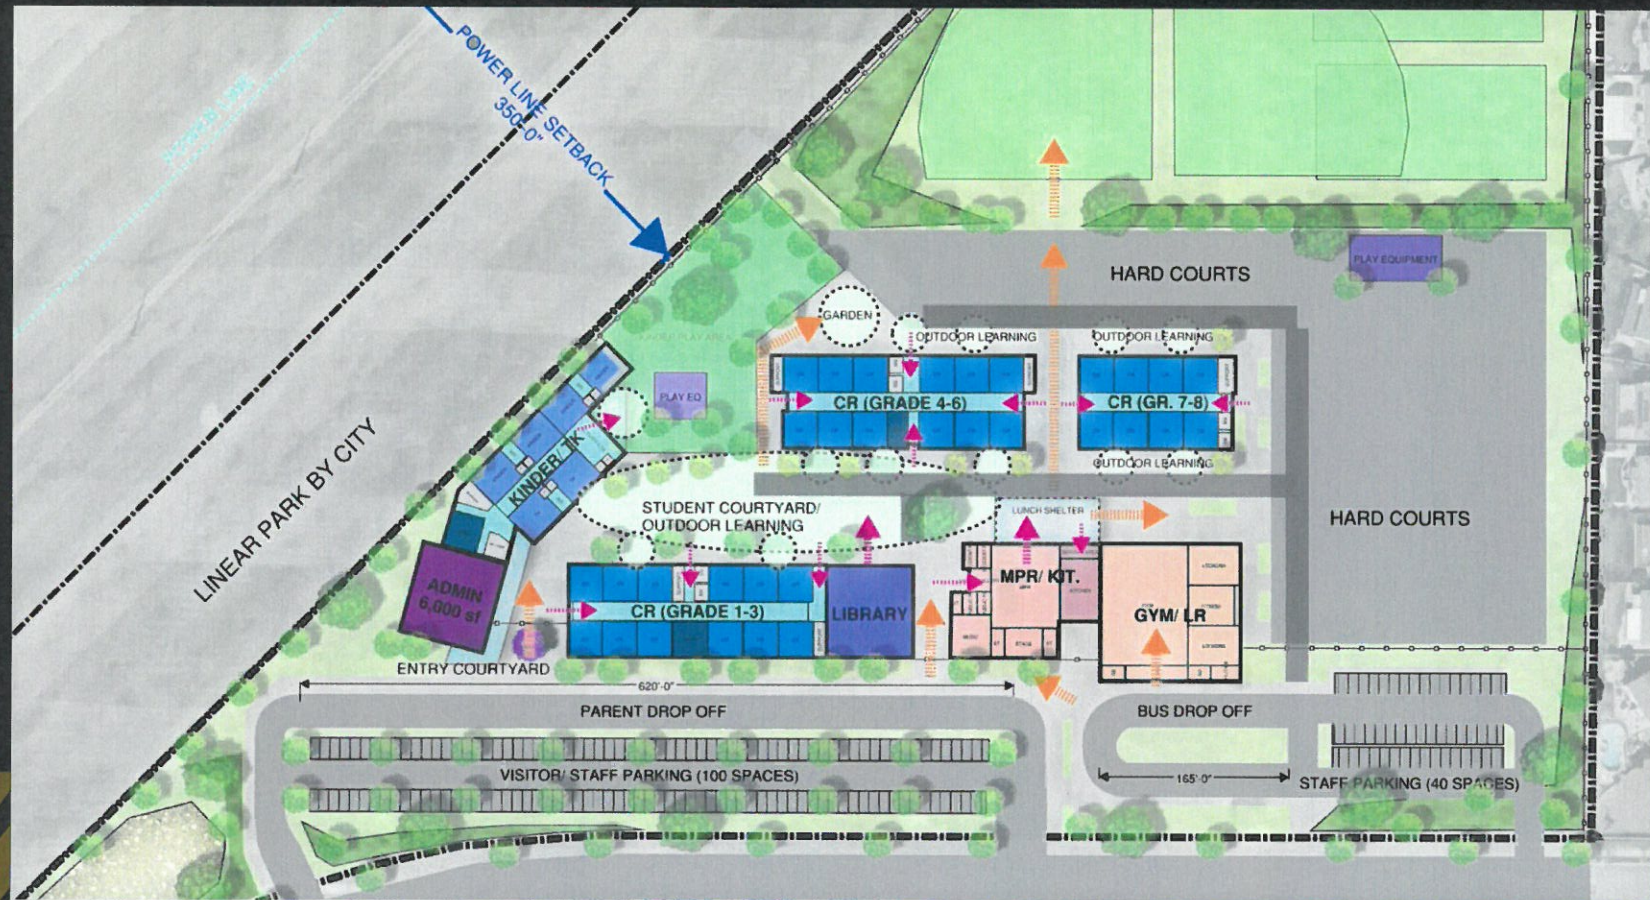 POWER LINE SETBACK
350'-0"
LINEAR PARK BY CITY
HARD COURTS
PLAY EQUIPMENT
GARDEN
OUTDOOR LEARNING
OUTDOOR LEARNING
PLAY EQ
CR (GRADE 4-6)
CR (GR. 7-8)
OUTDOOR LEARNING
KINDER/ TK
STUDENT COURTYARD/
OUTDOOR LEARNING
LUNCH SHELTER
HARD COURTS
ADMIN
6,000 sf
CR (GRADE 1-3)
LIBRARY
MPR/ KIT.
KITCHEN
MUSIC
STAGE
GYM/ LR
ENTRY COURTYARD
620'-0"
PARENT DROP OFF
BUS DROP OFF
VISITOR/ STAFF PARKING (100 SPACES)
165'-0"
STAFF PARKING (40 SPACES)